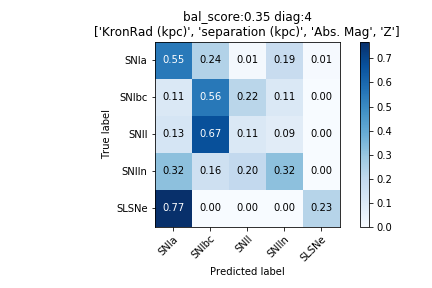 bal_score:0.35 diag:4
['KronRad (kpc)', 'separation (kpc)', 'Abs. Mag', 'Z']
True label
SNIa 0.55 0.24 0.01 0.19 0.01
SNIbc 0.11 0.56 0.22 0.11 0.00
SNII 0.13 0.67 0.11 0.09 0.00
SNIIn 0.32 0.16 0.20 0.32 0.00
SLSNe 0.77 0.00 0.00 0.00 0.23
SNIa SNIbc SNII SNIIn SLSNe
Predicted label
0.7
0.6
0.5
0.4
0.3
0.2
0.1
0.0